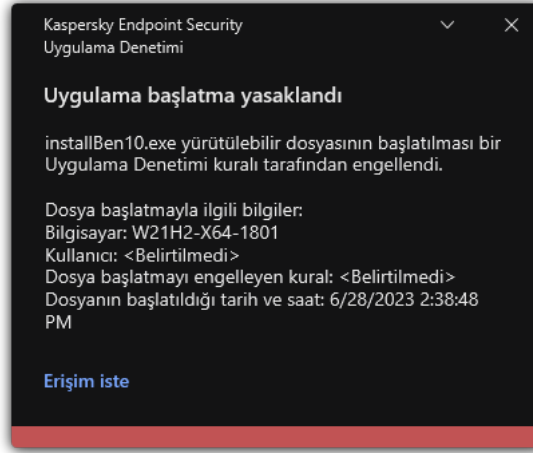 Kaspersky Endpoint Security
Uygulama Denetimi
Uygulama başlatma yasaklandı
installBen10.exe yürütülebilir dosyasının başlatılması bir
Uygulama Denetimi kuralı tarafından engellendi.
Dosya başlatmayla ilgili bilgiler:
Bilgisayar: W21H2-X64-1801
Kullanıcı: <Belirtilmedi>
Dosya başlatmayı engelleyen kural: <Belirtilmedi>
Dosyanın başlatıldığı tarih ve saat: 6/28/2023 2:38:48
PM
Erişim iste